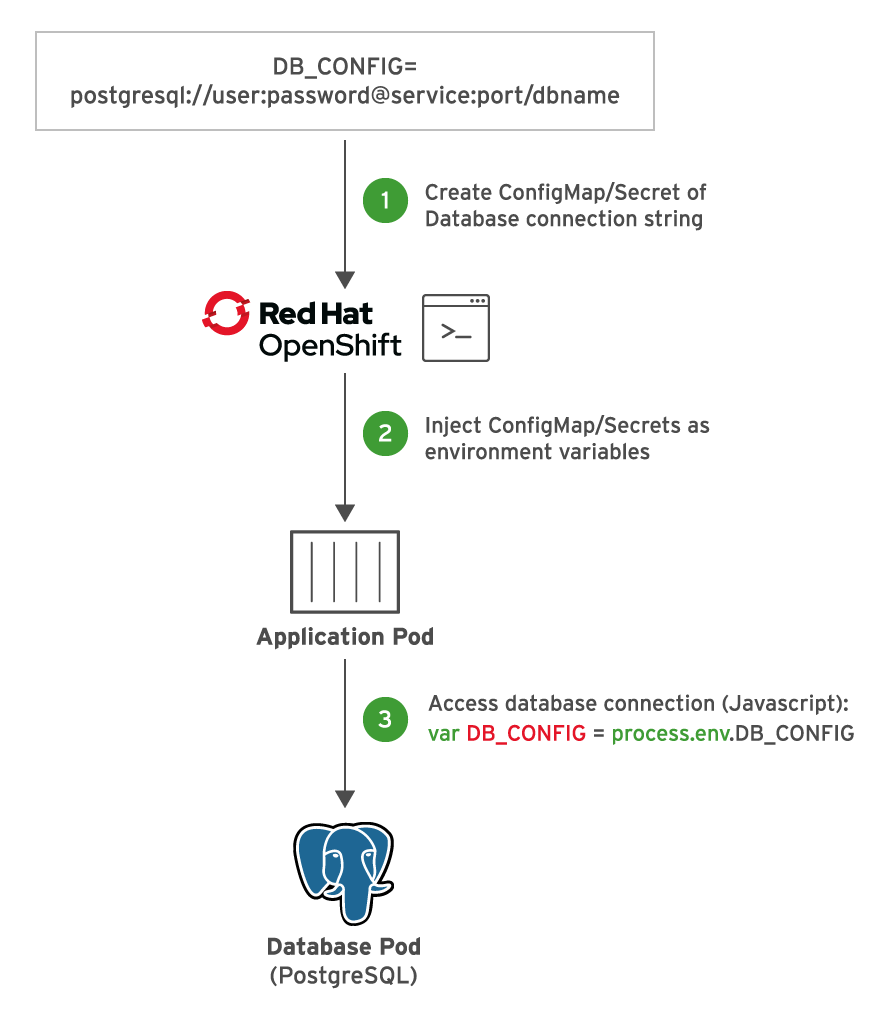 DB_CONFIG=
postgresql://user:password@service:port/dbname
1
Create ConfigMap/Secret of
Database connection string
Red Hat
OpenShift
>_
2
Inject ConfigMap/Secrets as
environment variables
Application Pod
3
Access database connection (Javascript):
var DB_CONFIG = process.env.DB_CONFIG
Database Pod
(PostgreSQL)